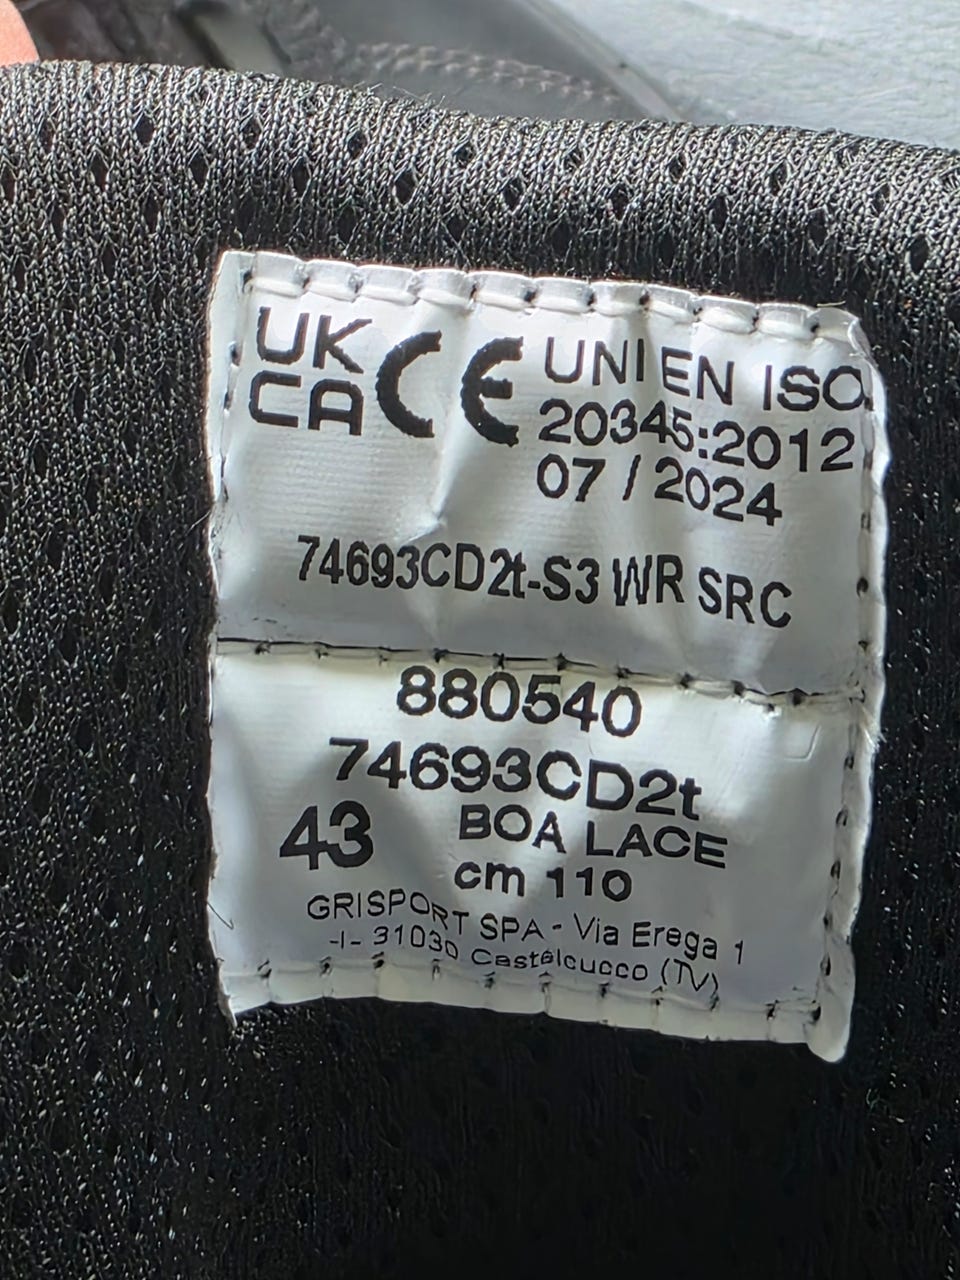 UK
CA CE
UNI EN ISO
20345:2012
07 / 2024
74693CD2t-S3 WR SRC
880540
74693CD2t
43
BOA LACE
cm 110
GRISPORT SPA - Via Erega 1
-I- 31030 Castelcucco (TV)